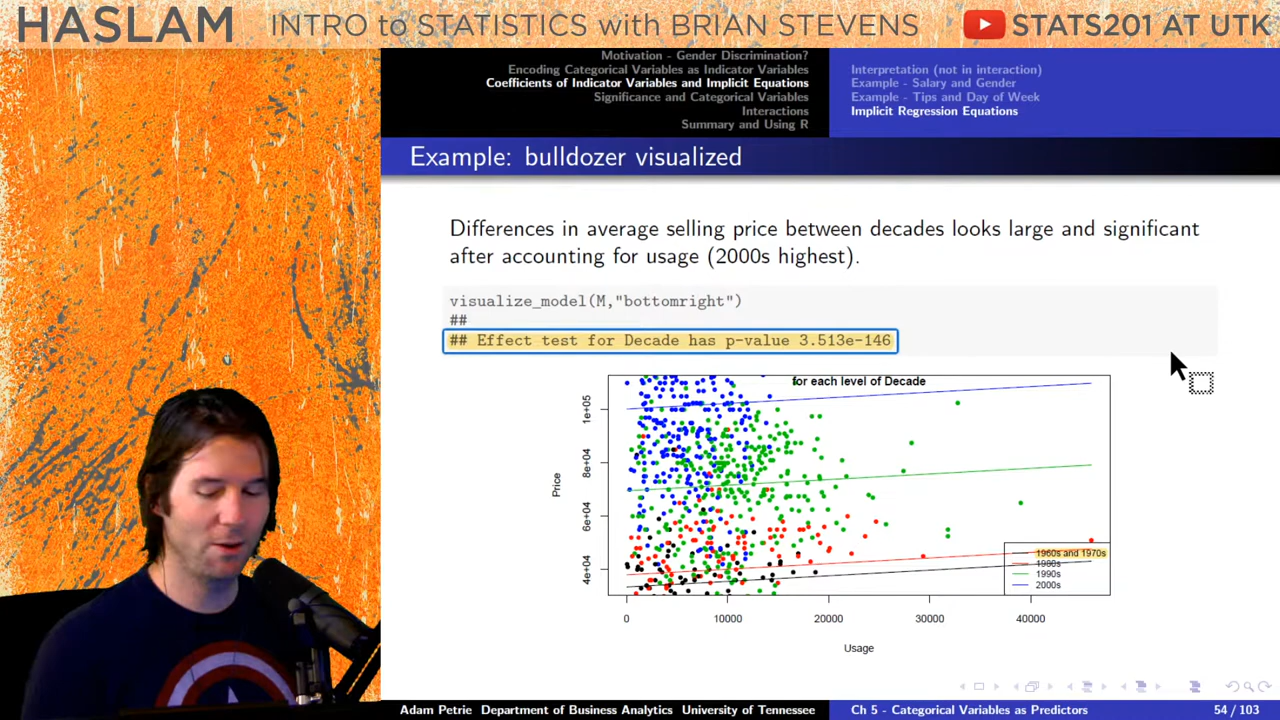 HASLAM INTRO to STATISTICS with BRIAN STEVENS STATS201 AT UTK
Motivation - Gender Discrimination?
Encoding Categorical Variables as Indicator Variables
Coefficients of Indicator Variables and Implicit Equations
Significance and Categorical Variables
Interactions
Summary and Using R
Interpretation (not in interaction)
Example - Salary and Gender
Example - Tips and Day of Week
Implicit Regression Equations
Example: bulldozer visualized
Differences in average selling price between decades looks large and significant
after accounting for usage (2000s highest).
visualize_model(M,"bottomright")
##
## Effect test for Decade has p-value 3.513e-146
for each level of Decade
1e+05
8e+04
6e+04
4e+04
Price
1960s and 1970s
1980s
1990s
2000s
0 10000 20000 30000 40000
Usage
Adam Petrie Department of Business Analytics University of Tennessee Ch 5 - Categorical Variables as Predictors 54 / 103